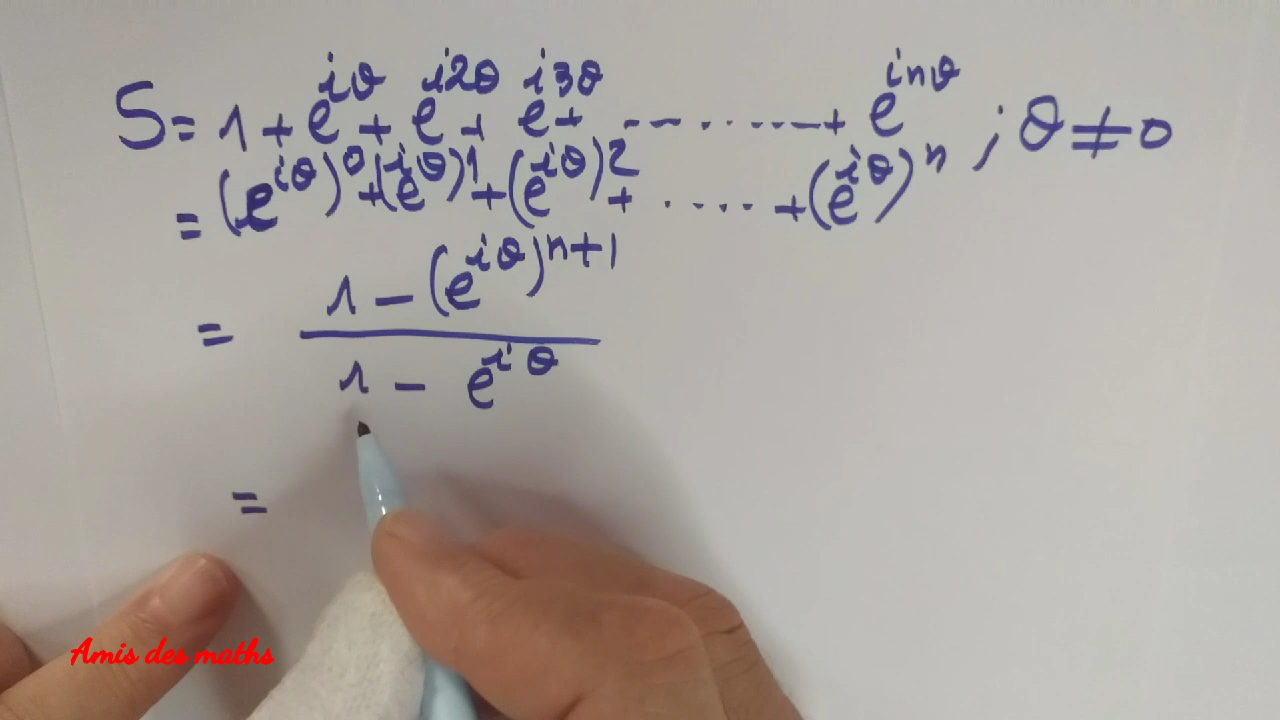 S = 1 + e^{iθ} + e^{i2θ} + e^{i3θ} + ---.....---+ e^{inθ} ; θ ≠ 0
= (e^{iθ})^0 + (e^{iθ})^1 + (e^{iθ})^2 + ..... + (e^{iθ})^n
= \frac{1 - (e^{iθ})^{n+1}}{1 - e^{iθ}}
=
Amis des maths